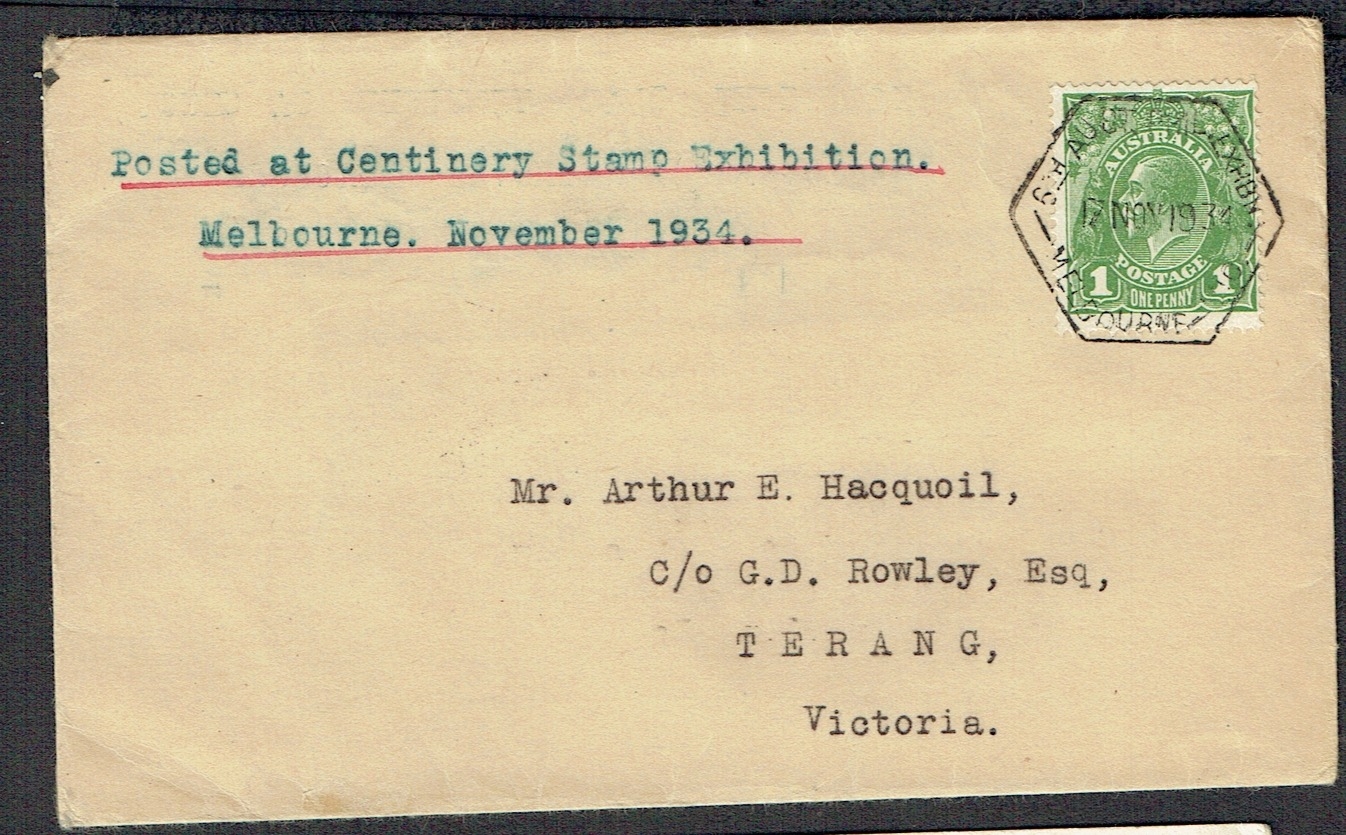 Posted at Centinery Stamp Exhibition.
Melbourne. November 1934.
AUSTRALIA
NOV 1934
POSTAGE
1 ONE PENNY 1
MELBOURNE
Mr. Arthur E. Hacquoil,
C/o G.D. Rowley, Esq,
TERANG,
Victoria.